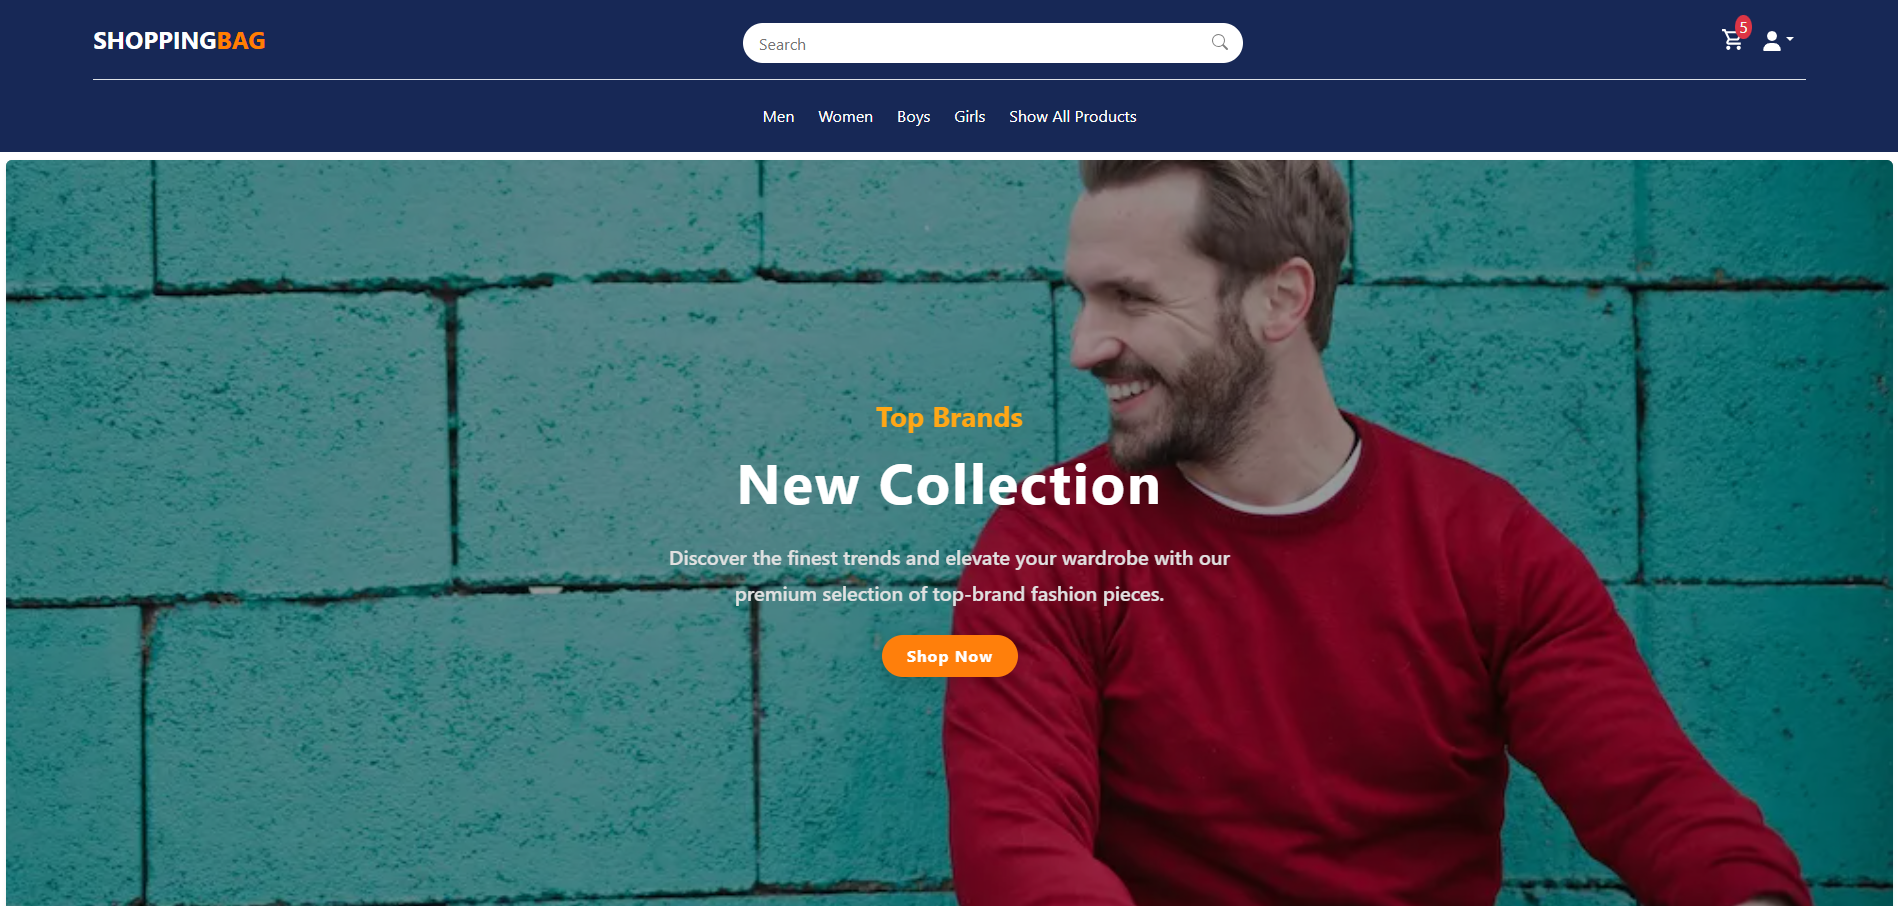 SHOPPINGBAG
Search
5
Men Women Boys Girls Show All Products
Top Brands
New Collection
Discover the finest trends and elevate your wardrobe with our
premium selection of top-brand fashion pieces.
Shop Now